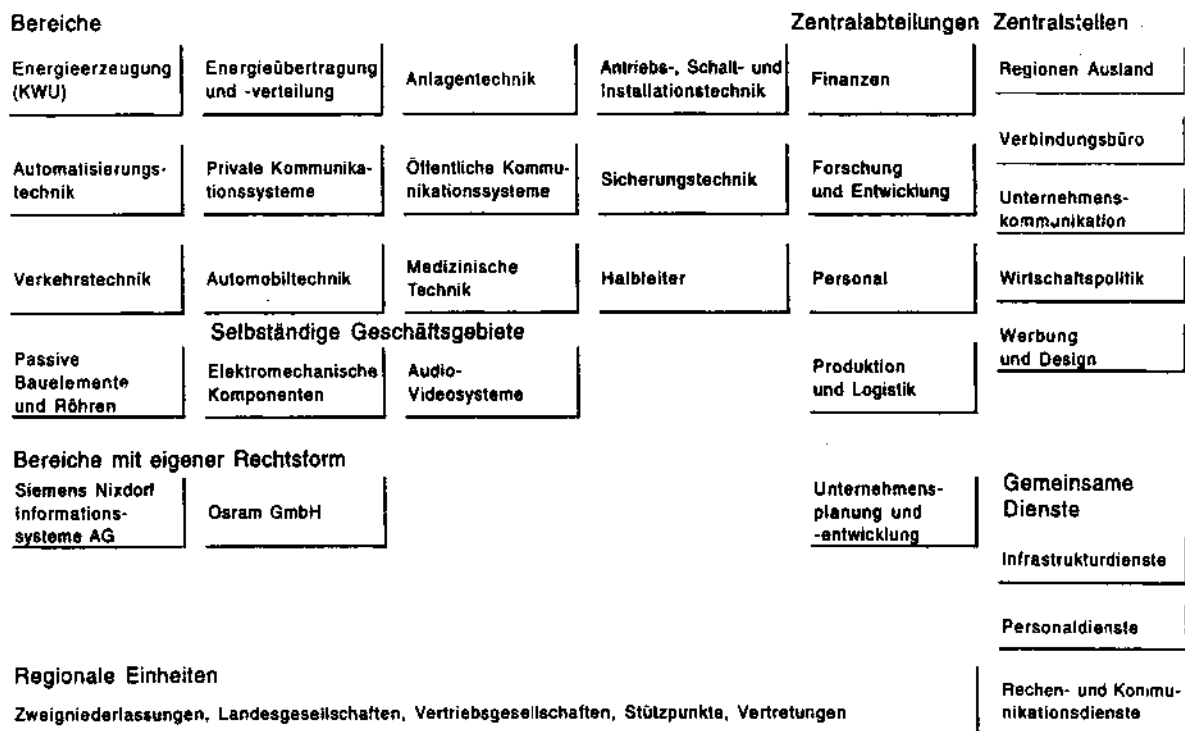 Bereiche
Zentralabteilungen
Zentralstellen
Energieerzeugung
(KWU)
Energieübertragung
und -verteilung
Anlagentechnik
Antriebs-, Schalt- und
Installationstechnik
Finanzen
Regionen Ausland
Verbindungsbüro
Automatisierungs-
technik
Private Kommunika-
tionssysteme
Öffentliche Kommu-
nikationssysteme
Sicherungstechnik
Forschung
und Entwicklung
Unternehmens-
kommunikation
Verkehrstechnik
Automobiltechnik
Medizinische
Technik
Halbleiter
Personal
Wirtschaftspolitik
Selbständige Geschäftsgebiete
Werbung
und Design
Passive
Bauelemente
und Röhren
Elektromechanische
Komponenten
Audio-
Videosysteme
Produktion
und Logistik
Bereiche mit eigener Rechtsform
Siemens Nixdorf
Informations-
systeme AG
Osram GmbH
Unternehmens-
planung und
-entwicklung
Gemeinsame
Dienste
Infrastrukturdienste
Personaldienste
Regionale Einheiten
Zweigniederlassungen, Landesgesellschaften, Vertriebsgesellschaften, Stützpunkte, Vertretungen
Rechen- und Kommu-
nikationsdienste